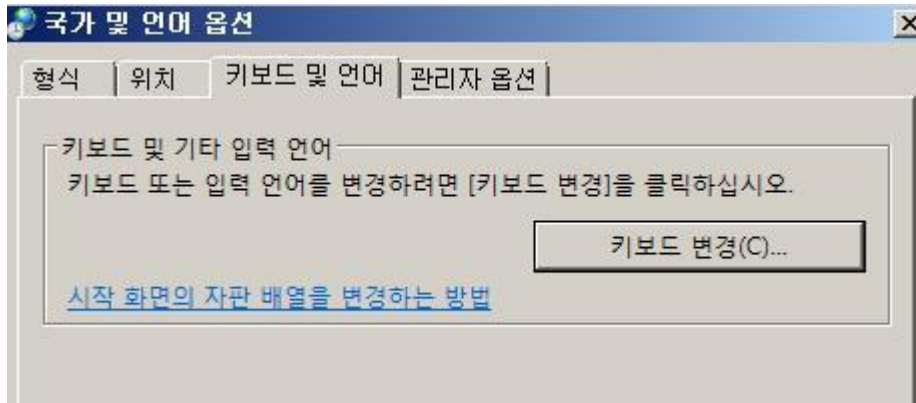 국가 및 언어 옵션
형식 위치 키보드 및 언어 관리자 옵션
키보드 및 기타 입력 언어
키보드 또는 입력 언어를 변경하려면 [키보드 변경]을 클릭하십시오.
키보드 변경(C)...
시작 화면의 자판 배열을 변경하는 방법